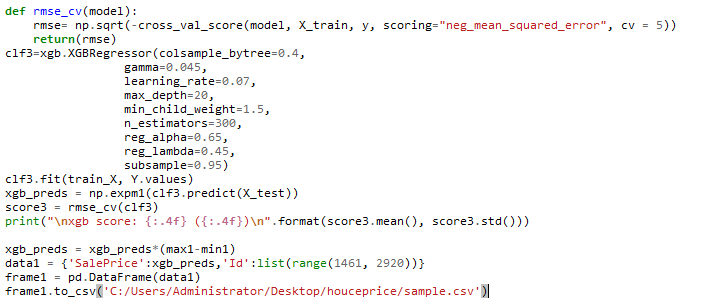 def rmse_cv(model):
    rmse= np.sqrt(-cross_val_score(model, X_train, y, scoring="neg_mean_squared_error", cv = 5))
    return(rmse)
clf3=xgb.XGBRegressor(colsample_bytree=0.4,
                 gamma=0.045,
                 learning_rate=0.07,
                 max_depth=20,
                 min_child_weight=1.5,
                 n_estimators=300,
                 reg_alpha=0.65,
                 reg_lambda=0.45,
                 subsample=0.95)
clf3.fit(train_X, Y.values)
xgb_preds = np.expm1(clf3.predict(X_test))
score3 = rmse_cv(clf3)
print("\nxgb score: {:.4f} ({:.4f})\n".format(score3.mean(), score3.std()))

xgb_preds = xgb_preds*(max1-min1)
data1 = {'SalePrice':xgb_preds,'Id':list(range(1461, 2920))}
frame1 = pd.DataFrame(data1)
frame1.to_csv('C:/Users/Administrator/Desktop/houceprice/sample.csv')